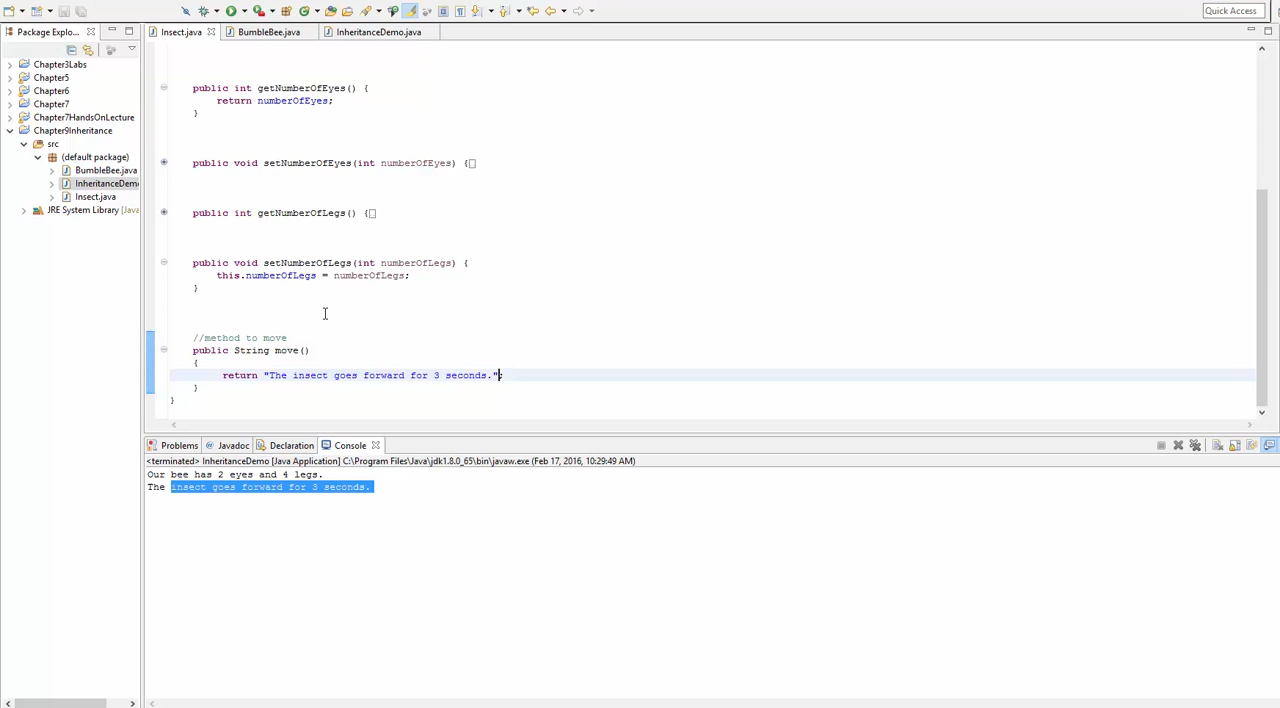 Quick Access
Package Explo...
Insect.java
BumbleBee.java
InheritanceDemo.java
Chapter3Labs
Chapter5
Chapter6
Chapter7
Chapter7HandsOnLecture
Chapter9Inheritance
src
(default package)
BumbleBee.java
InheritanceDemo
Insect.java
JRE System Library [Java
public int getNumberOfEyes() {
return numberOfEyes;
}
public void setNumberOfEyes(int numberOfEyes) {
public int getNumberOfLegs() {
public void setNumberOfLegs(int numberOfLegs) {
this.numberOfLegs = numberOfLegs;
}
//method to move
public String move()
{
return "The insect goes forward for 3 seconds.";
}
}
Problems @ Javadoc Declaration Console
<terminated> InheritanceDemo [Java Application] C:\Program Files\Java\jdk1.8.0_65\bin\javaw.exe (Feb 17, 2016, 10:29:49 AM)
Our bee has 2 eyes and 4 legs.
The insect goes forward for 3 seconds.